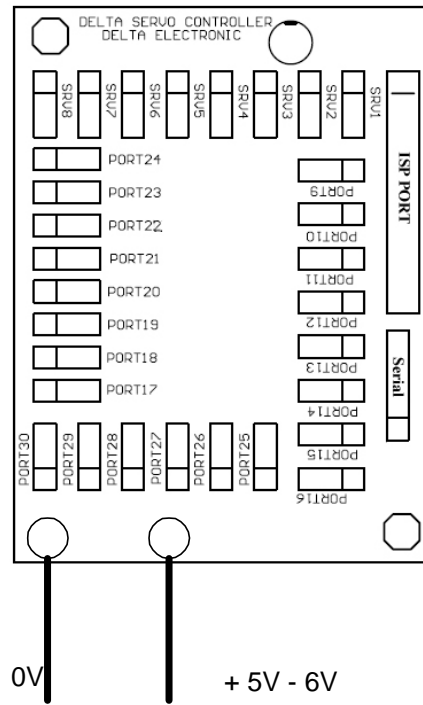 DELTA SERVO CONTROLLER
DELTA ELECTRONIC
SRV8
SRV7
SRV6
SRV5
SRV4
SRV3
SRV2
SRV1
ISP PORT
PORT24
PORT23
PORT22
PORT21
PORT20
PORT19
PORT18
PORT17
PORT9
PORT10
PORT11
PORT12
PORT13
PORT14
PORT15
PORT16
Serial
PORT30
PORT29
PORT28
PORT27
PORT26
PORT25
0V
+ 5V - 6V